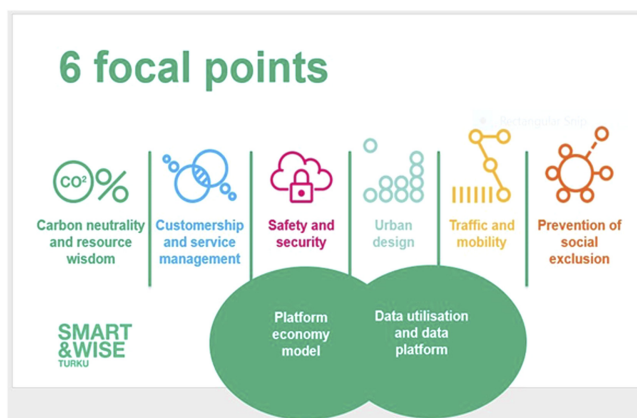 6 focal points
Rectangular Snip
CO²
%
Carbon neutrality
and resource
wisdom
Customership
and service
management
Safety and
security
Urban
design
Traffic and
mobility
Prevention of
social
exclusion
Platform
economy
model
Data utilisation
and data
platform
SMART
&WISE
TURKU